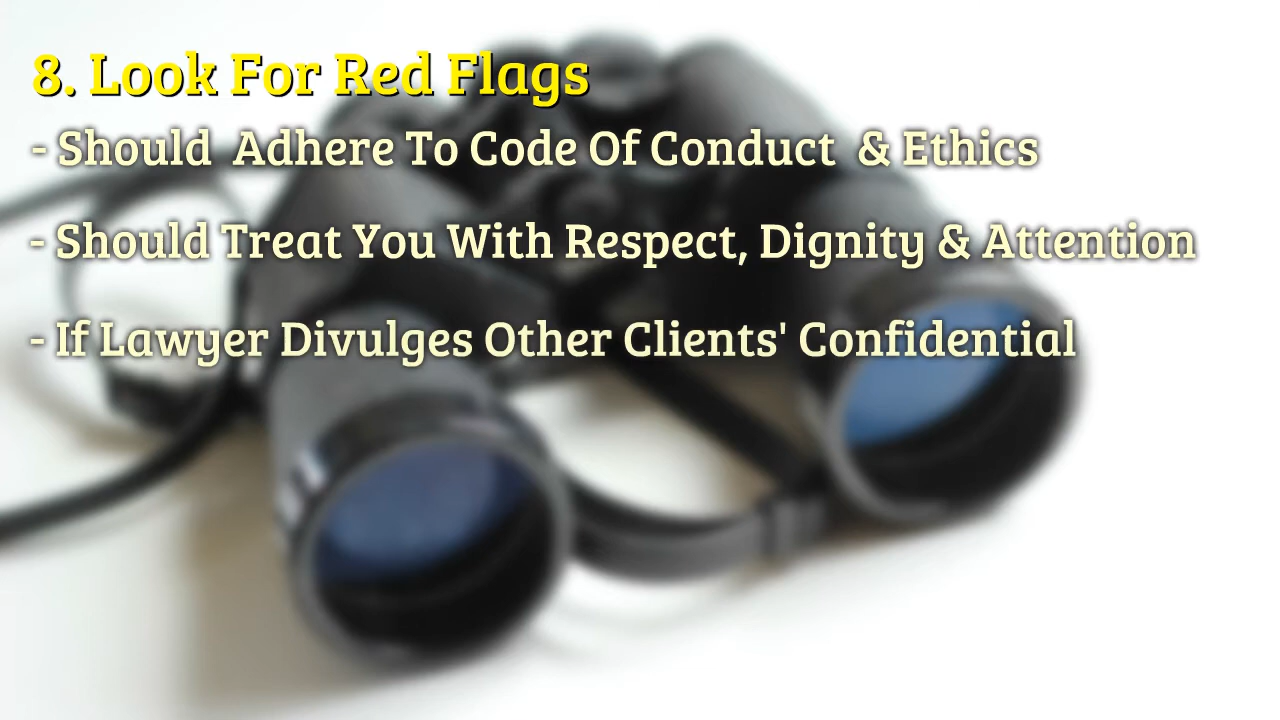 8. Look For Red Flags
- Should  Adhere To Code Of Conduct  & Ethics
- Should Treat You With Respect, Dignity & Attention
- If Lawyer Divulges Other Clients' Confidential